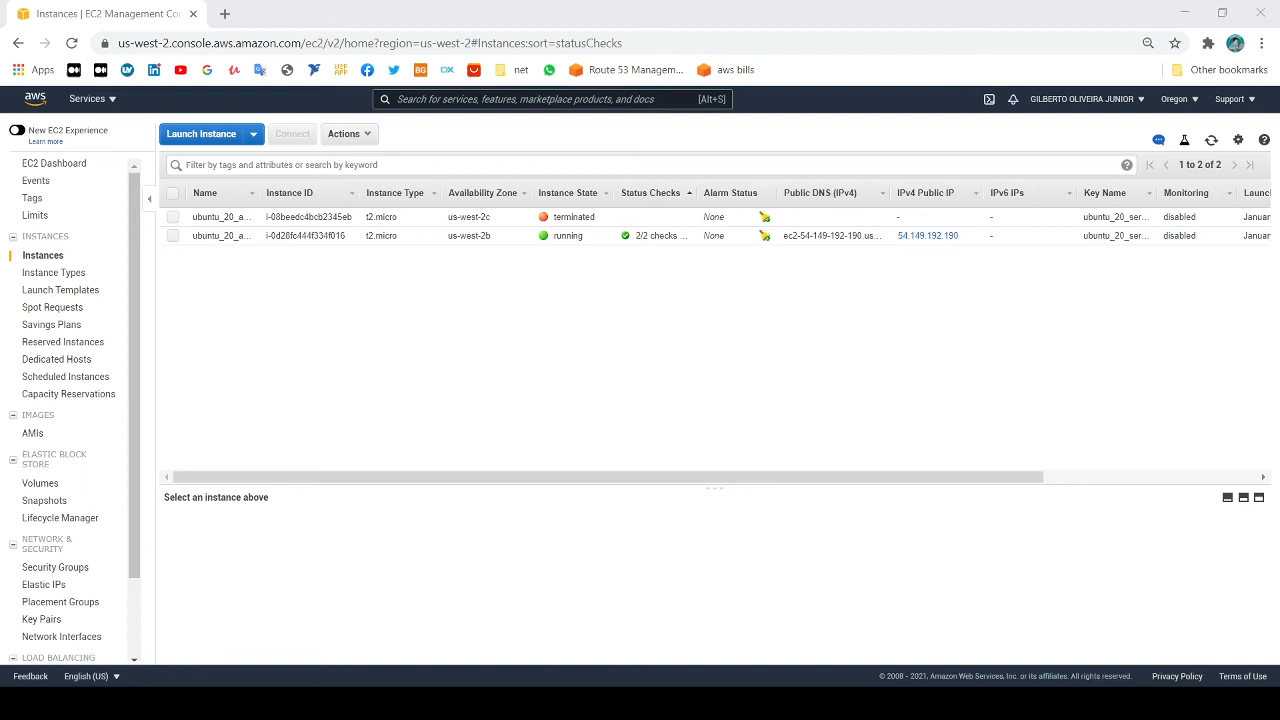 Instances | EC2 Management Co
us-west-2.console.aws.amazon.com/ec2/v2/home?region=us-west-2#Instances:sort=statusChecks
Apps
net
Route 53 Managem...
aws bills
Other bookmarks
aws
Services
Search for services, features, marketplace products, and docs
[Alt+S]
GILBERTO OLIVEIRA JUNIOR
Oregon
Support
New EC2 Experience
Learn more
Launch Instance
Connect
Actions
EC2 Dashboard
Filter by tags and attributes or search by keyword
1 to 2 of 2
Events
Tags
Limits
Name Instance ID Instance Type Availability Zone Instance State Status Checks Alarm Status Public DNS (IPv4) IPv4 Public IP IPv6 IPs Key Name Monitoring Launc
ubuntu_20_a... i-08beedc4bcb2345eb t2.micro us-west-2c terminated None - - ubuntu_20_ser... disabled Januar
ubuntu_20_a... i-0d28fc444f334f016 t2.micro us-west-2b running 2/2 checks ... None ec2-54-149-192-190.us... 54.149.192.190 - ubuntu_20_ser... disabled Januar
INSTANCES
Instances
Instance Types
Launch Templates
Spot Requests
Savings Plans
Reserved Instances
Dedicated Hosts
Scheduled Instances
Capacity Reservations
IMAGES
AMIs
ELASTIC BLOCK
STORE
Volumes
Snapshots
Lifecycle Manager
NETWORK &
SECURITY
Security Groups
Elastic IPs
Placement Groups
Key Pairs
Network Interfaces
LOAD BALANCING
Select an instance above
Feedback
English (US)
© 2008 - 2021, Amazon Web Services, Inc. or its affiliates. All rights reserved.
Privacy Policy
Terms of Use